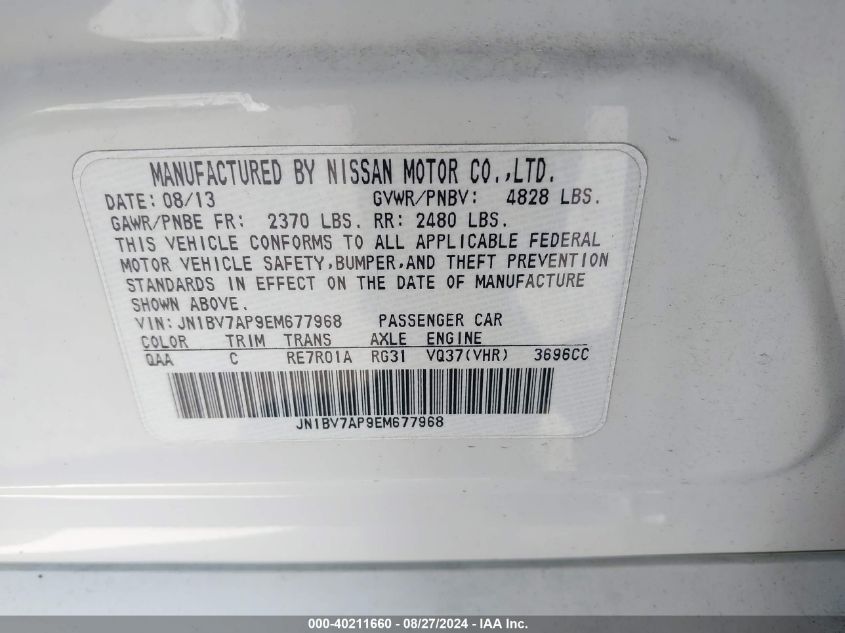 MANUFACTURED BY NISSAN MOTOR CO.,LTD.
DATE: 08/13 GVWR/PNBV: 4828 LBS.
GAWR/PNBE FR: 2370 LBS. RR: 2480 LBS.
THIS VEHICLE CONFORMS TO ALL APPLICABLE FEDERAL
MOTOR VEHICLE SAFETY,BUMPER,AND THEFT PREVENTION
STANDARDS IN EFFECT ON THE DATE OF MANUFACTURE
SHOWN ABOVE.
VIN: JN1BV7AP9EM677968 PASSENGER CAR
COLOR TRIM TRANS AXLE ENGINE
QAA C RE7R01A RG31 VQ37(VHR) 3696CC
JN1BV7AP9EM677968
000-40211660 - 08/27/2024 - IAA Inc.